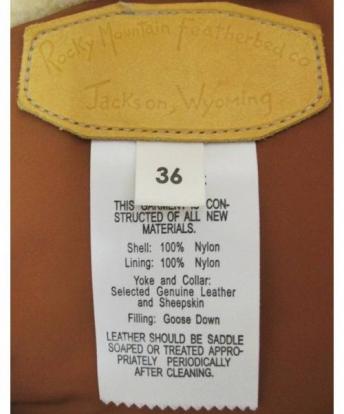 Rocky Mountain Featherbed co
Jackson, Wyoming
36
THIS GARMENT IS CON-
STRUCTED OF ALL NEW
MATERIALS.
Shell: 100% Nylon
Lining: 100% Nylon
Yoke and Collar:
Selected Genuine Leather
and Sheepskin
Filling: Goose Down
LEATHER SHOULD BE SADDLE
SOAPED OR TREATED APPRO-
PRIATELY PERIODICALLY
AFTER CLEANING.